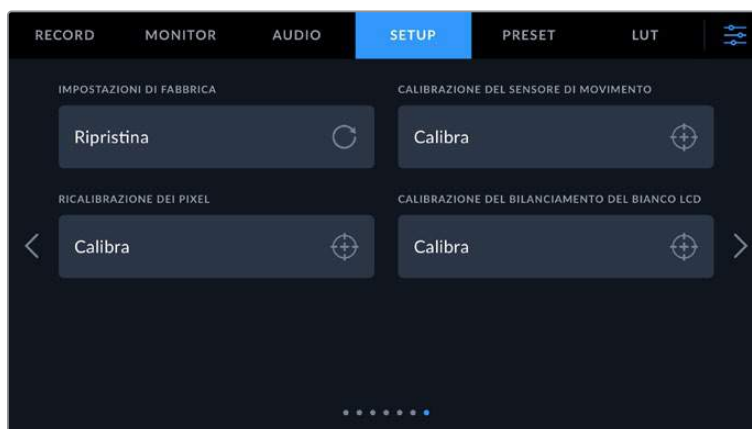 RECORD MONITOR AUDIO SETUP PRESET LUT
IMPOSTAZIONI DI FABBRICA
Ripristina
CALIBRAZIONE DEL SENSORE DI MOVIMENTO
Calibra
RICALIBRAZIONE DEI PIXEL
Calibra
CALIBRAZIONE DEL BILANCIAMENTO DEL BIANCO LCD
Calibra